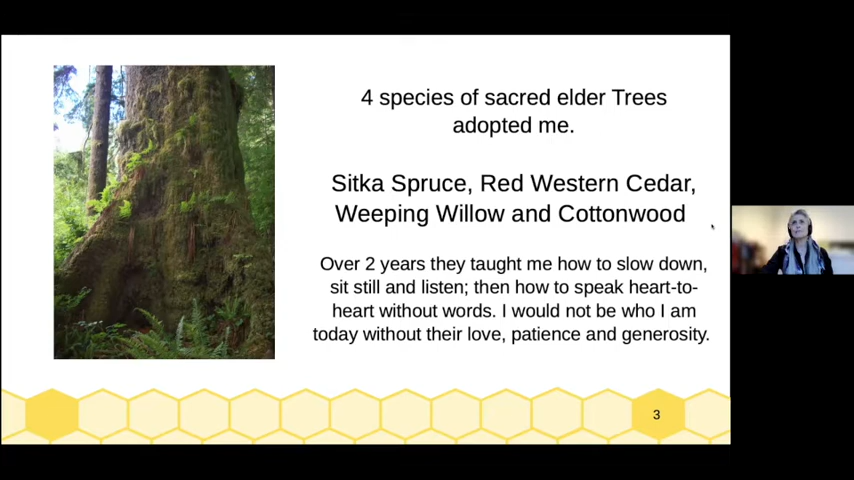 4 species of sacred elder Trees
adopted me.
Sitka Spruce, Red Western Cedar,
Weeping Willow and Cottonwood
Over 2 years they taught me how to slow down,
sit still and listen; then how to speak heart-to-
heart without words. I would not be who I am
today without their love, patience and generosity.
3